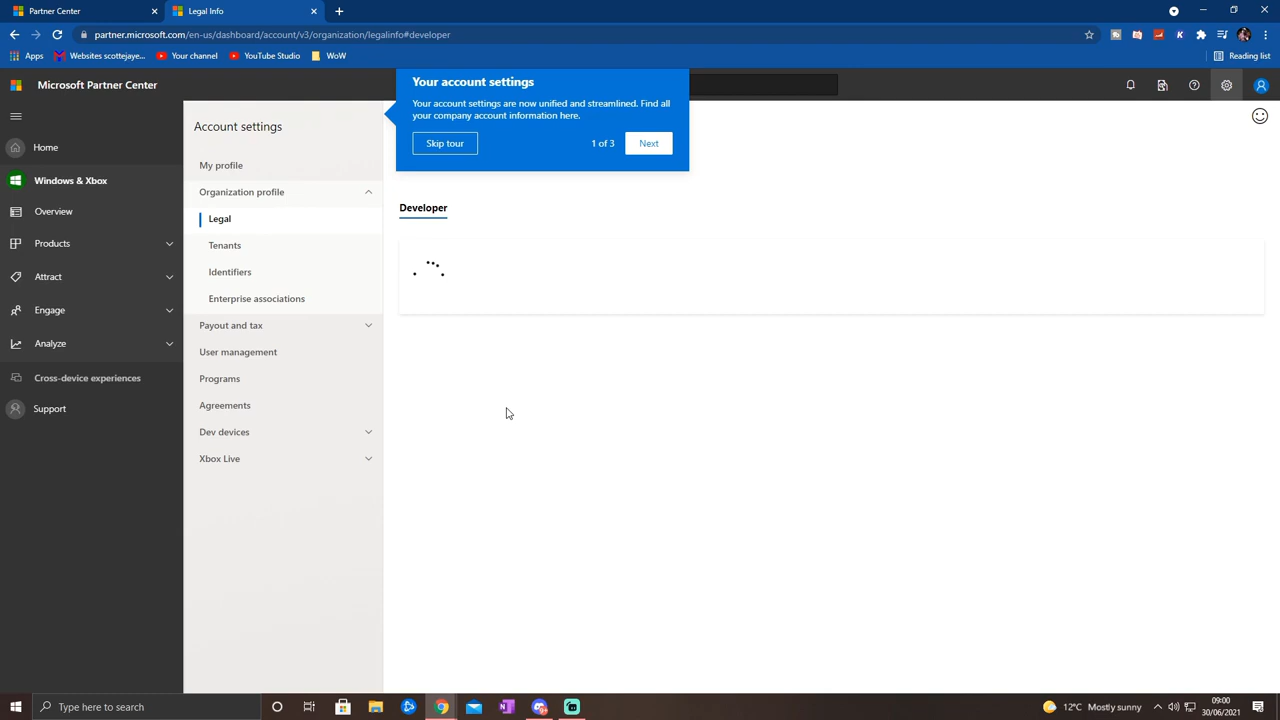 Partner Center
Legal Info
partner.microsoft.com/en-us/dashboard/account/v3/organization/legalinfo#developer
Apps
Websites scottejaye...
Your channel
YouTube Studio
WoW
Reading list
Microsoft Partner Center
Your account settings
Your account settings are now unified and streamlined. Find all
your company account information here.
Skip tour
1 of 3
Next
Account settings
Home
Windows & Xbox
Overview
Products
Attract
Engage
Analyze
Cross-device experiences
Support
My profile
Organization profile
Legal
Tenants
Identifiers
Enterprise associations
Payout and tax
User management
Programs
Agreements
Dev devices
Xbox Live
Developer
Type here to search
12°C Mostly sunny
09:00
30/06/2021